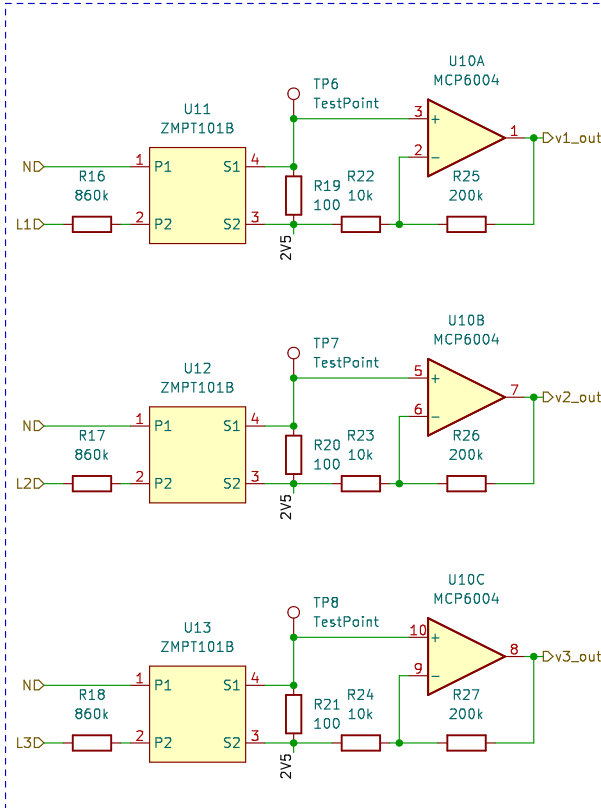 U10A
MCP6004
TP6
TestPoint
U11
ZMPT101B
3
+
1
v1_out
2
−
N
1
P1
S1
4
R16
860k
R19
100
R22
10k
R25
200k
L1
2
P2
S2
3
2V5
U10B
MCP6004
TP7
TestPoint
U12
ZMPT101B
5
+
7
v2_out
6
−
N
1
P1
S1
4
R17
860k
R20
100
R23
10k
R26
200k
L2
2
P2
S2
3
2V5
U10C
MCP6004
TP8
TestPoint
U13
ZMPT101B
10
+
8
v3_out
9
−
N
1
P1
S1
4
R18
860k
R21
100
R24
10k
R27
200k
L3
2
P2
S2
3
2V5